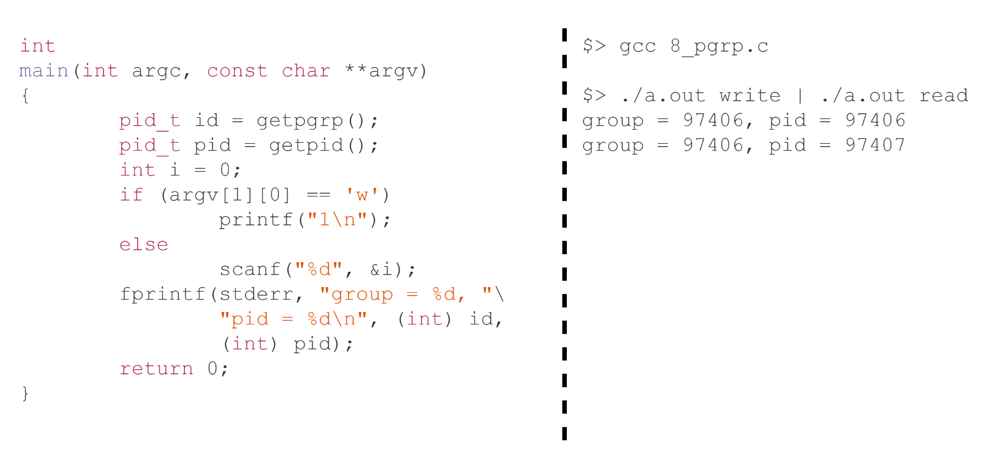 int
main(int argc, const char **argv)
{
        pid_t id = getpgrp();
        pid_t pid = getpid();
        int i = 0;
        if (argv[1][0] == 'w')
                printf("1\n");
        else
                scanf("%d", &i);
        fprintf(stderr, "group = %d, "\
                "pid = %d\n", (int) id,
                (int) pid);
        return 0;
}
$> gcc 8_pgrp.c

$> ./a.out write | ./a.out read
group = 97406, pid = 97406
group = 97406, pid = 97407